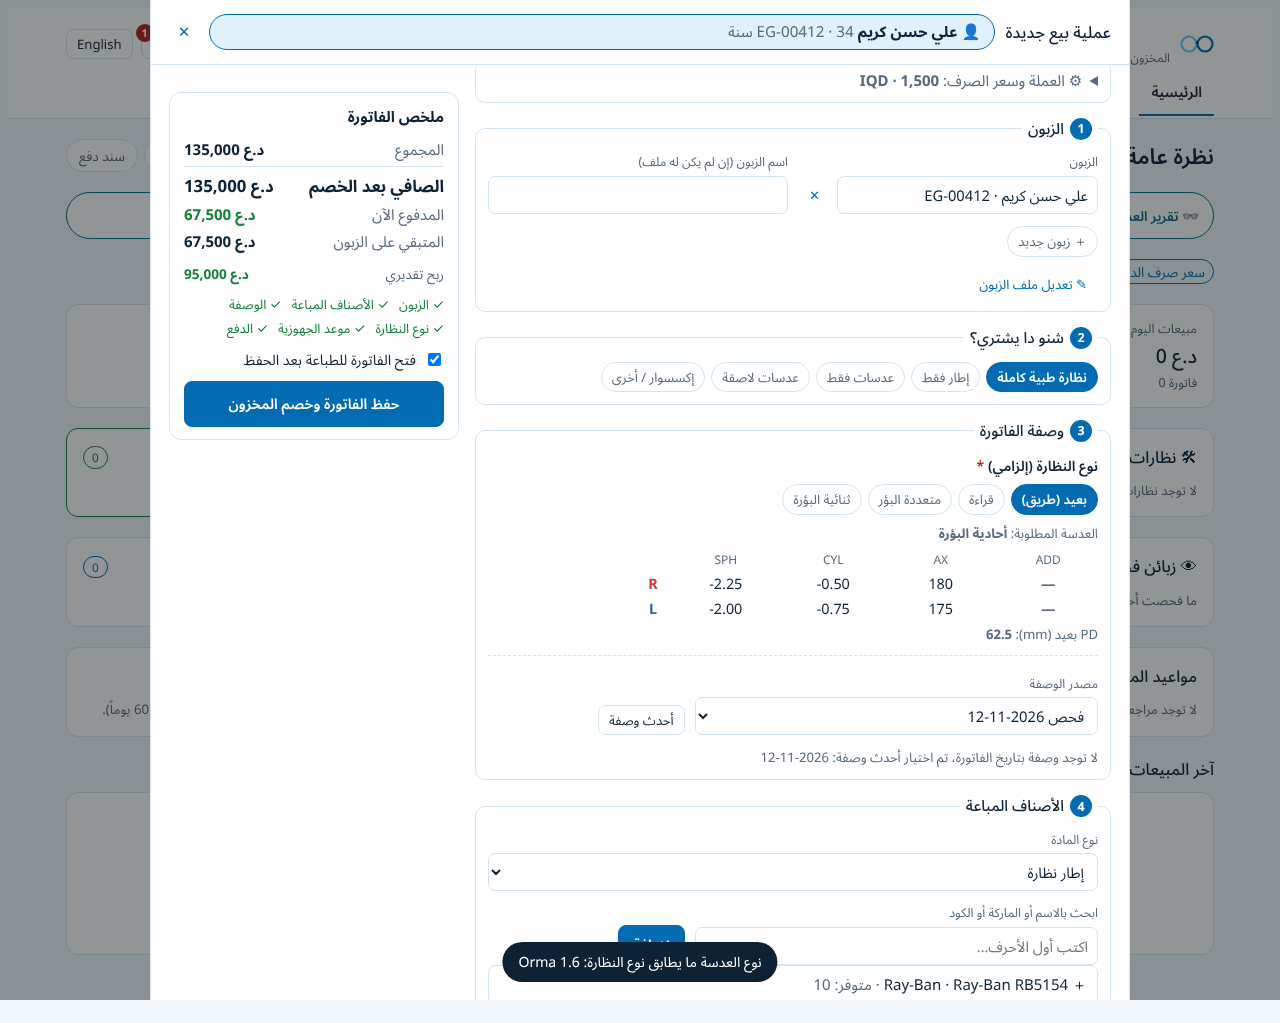 عملية بيع جديدة
👤 علي حسن كريم EG-00412 · 34 سنة
×
English
1
المخزون
الرئيسية
نظرة عامة
سند دفع
👓 تقرير العد
سعر صرف الد
مبيعات اليوم
د.ع 0
فاتورة 0
🛠 نظارات
لا توجد نظارات
0
👁 زبائن ف
ما فحصت أح
0
مواعيد الم
لا توجد مراجع
60 يوماً).
آخر المبيعات
⚙ العملة وسعر الصرف: IQD · 1,500
1 الزبون
الزبون
علي حسن كريم · EG-00412
×
اسم الزبون (إن لم يكن له ملف)
+ زبون جديد
✎ تعديل ملف الزبون
2 شنو دا يشتري؟
نظارة طبية كاملة
إطار فقط
عدسات فقط
عدسات لاصقة
إكسسوار / أخرى
3 وصفة الفاتورة
نوع النظارة (إلزامي) *
بعيد (طريق)
قراءة
متعددة البؤر
ثنائية البؤرة
العدسة المطلوبة: أحادية البؤرة
SPH CYL AX ADD
R -2.25 -0.50 180 —
L -2.00 -0.75 175 —
PD بعيد (mm): 62.5
مصدر الوصفة
فحص 2026-11-12
أحدث وصفة
لا توجد وصفة بتاريخ الفاتورة، تم اختيار أحدث وصفة: 2026-11-12
4 الأصناف المباعة
نوع المادة
إطار نظارة
ابحث بالاسم أو الماركة أو الكود
اكتب أول الأحرف...
نوع العدسة ما يطابق نوع النظارة: Orma 1.6
+ Ray-Ban · Ray-Ban RB5154 · متوفر: 10
ملخص الفاتورة
المجموع د.ع 135,000
الصافي بعد الخصم د.ع 135,000
المدفوع الآن د.ع 67,500
المتبقي على الزبون د.ع 67,500
ربح تقديري د.ع 95,000
✓ الزبون ✓ الأصناف المباعة ✓ الوصفة
✓ نوع النظارة ✓ موعد الجهوزية ✓ الدفع
فتح الفاتورة للطباعة بعد الحفظ
حفظ الفاتورة وخصم المخزون